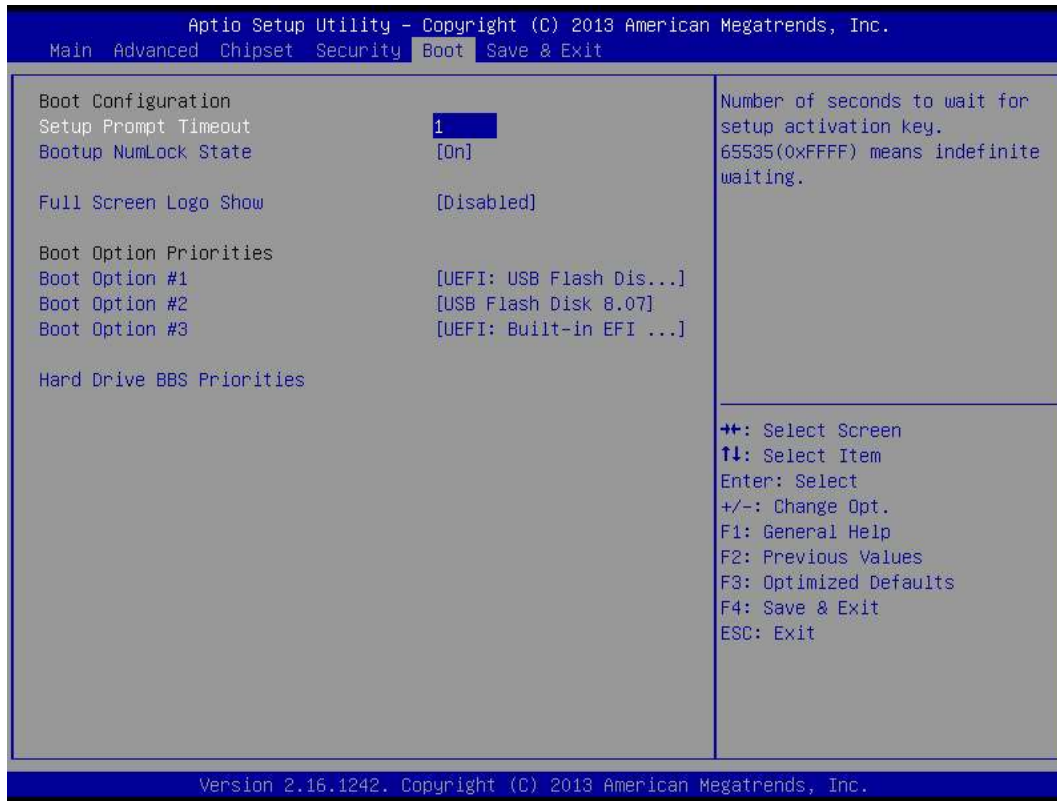 Aptio Setup Utility – Copyright (C) 2013 American Megatrends, Inc.
Main Advanced Chipset Security Boot Save & Exit
Boot Configuration
Setup Prompt Timeout 1
Bootup NumLock State [On]
Full Screen Logo Show [Disabled]
Boot Option Priorities
Boot Option #1 [UEFI: USB Flash Dis...]
Boot Option #2 [USB Flash Disk 8.07]
Boot Option #3 [UEFI: Built-in EFI ...]
Hard Drive BBS Priorities
Number of seconds to wait for
setup activation key.
65535(0xFFFF) means indefinite
waiting.
→←: Select Screen
↑↓: Select Item
Enter: Select
+/-: Change Opt.
F1: General Help
F2: Previous Values
F3: Optimized Defaults
F4: Save & Exit
ESC: Exit
Version 2.16.1242. Copyright (C) 2013 American Megatrends, Inc.